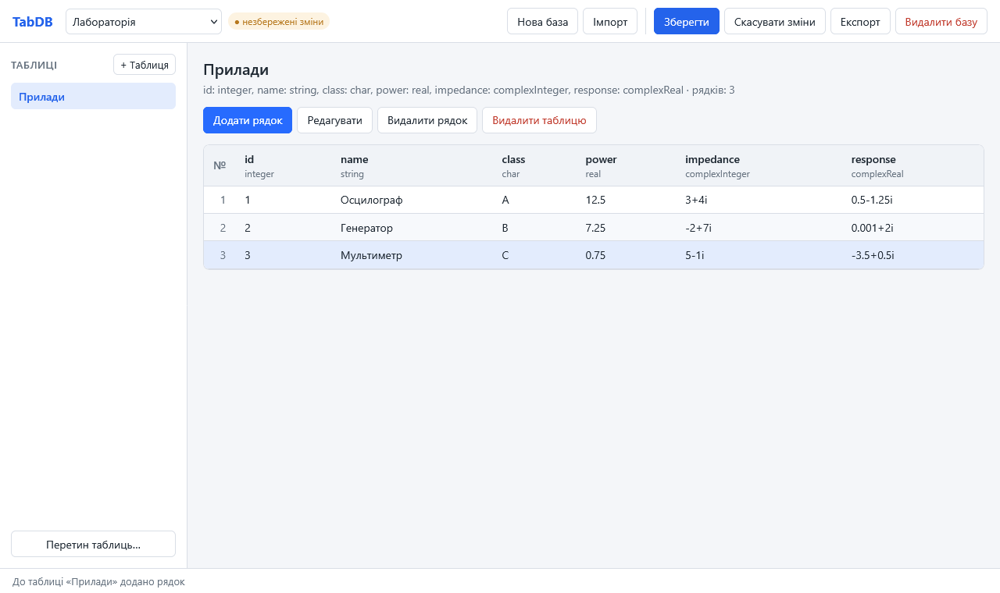 TabDB Лабораторія ● незбережені зміни Нова база Імпорт Зберегти Скасувати зміни Експорт Видалити базу
ТАБЛИЦІ + Таблиця
Прилади
Перетин таблиць...
Прилади
id: integer, name: string, class: char, power: real, impedance: complexInteger, response: complexReal · рядків: 3
Додати рядок Редагувати Видалити рядок Видалити таблицю
№ id name class power impedance response
integer string char real complexInteger complexReal
1 1 Осцилограф A 12.5 3+4i 0.5-1.25i
2 2 Генератор B 7.25 -2+7i 0.001+2i
3 3 Мультиметр C 0.75 5-1i -3.5+0.5i
До таблиці «Прилади» додано рядок